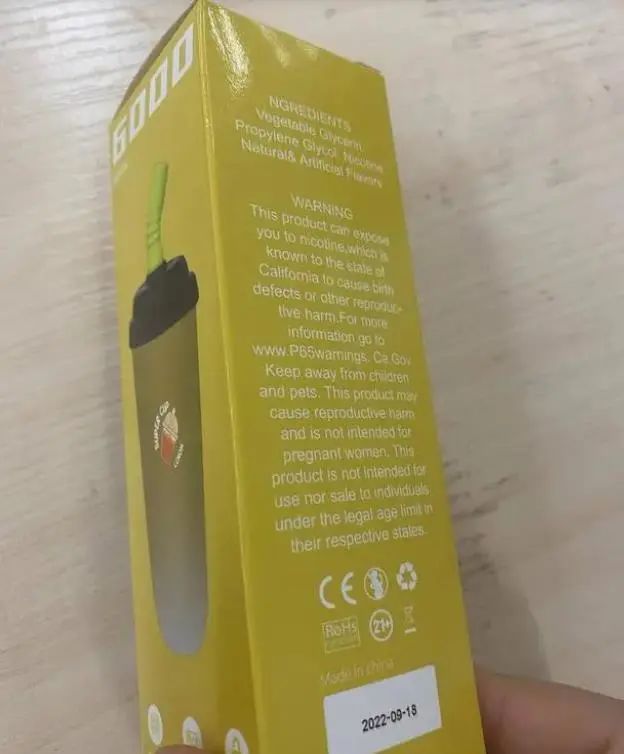 6000
NGREDIENTS
Vegetable Glycerin,
Propylene Glycol, Nicotine
Natural& Artificial Flavors
WARNING
This product can expose
you to nicotine,which is
known to the state of
California to cause birth
defects or other reproduc-
tive harm.For more
information go to
www.P65warnings. Ca.Gov
Keep away from children
and pets. This product may
cause reproductive harm
and is not intended for
pregnant women. This
product is not intended for
use nor sale to individuals
under the legal age limit in
their respective states.
SUPER CUP
CE
RoHS
21+
Made in china
2022-09-18